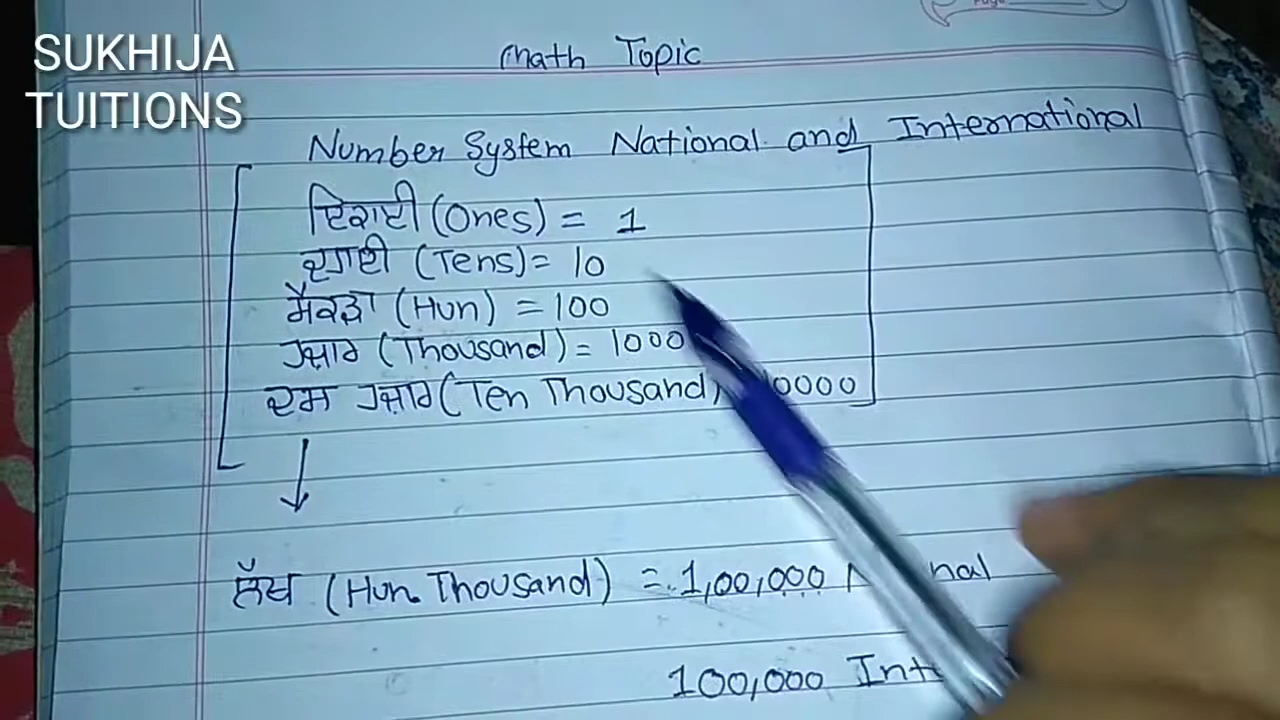 SUKHIJA
TUITIONS
Math Topic
Number System National and International
ਇਕਾਈ (Ones) = 1
ਦਹਾਈ (Tens) = 10
ਸੈਂਕੜਾ (Hun) = 100
ਹਜ਼ਾਰ (Thousand) = 1000
ਦਸ ਹਜ਼ਾਰ (Ten Thousand) 0000
ਲੱਖ (Hun. Thousand) = 1,00,000
100,000